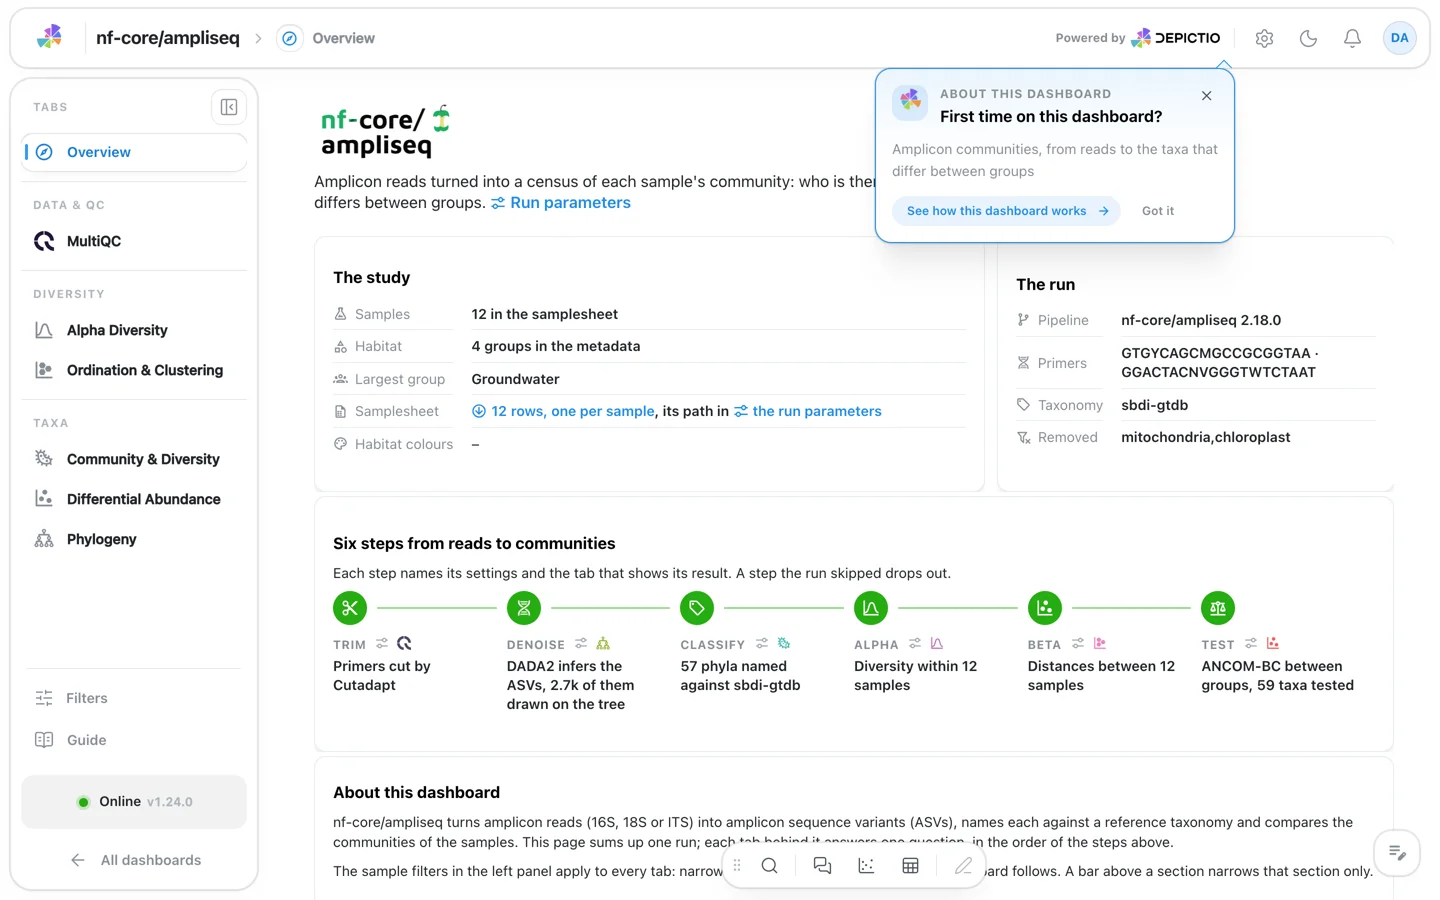 nf-core/ampliseq
Overview
Powered by DEPICTIO
DA
TABS
Overview
DATA & QC
MultiQC
DIVERSITY
Alpha Diversity
Ordination & Clustering
TAXA
Community & Diversity
Differential Abundance
Phylogeny
Filters
Guide
Online v1.24.0
All dashboards
ABOUT THIS DASHBOARD
First time on this dashboard?
Amplicon communities, from reads to the taxa that
differ between groups
See how this dashboard works
Got it
nf-core/
ampliseq
Amplicon reads turned into a census of each sample's community: who is
differs between groups. Run parameters
The study
Samples 12 in the samplesheet
Habitat 4 groups in the metadata
Largest group Groundwater
Samplesheet 12 rows, one per sample, its path in the run parameters
Habitat colours –
The run
Pipeline nf-core/ampliseq 2.18.0
Primers GTGYCAGCMGCCGCGGTAA ·
GGACTACNVGGGTWTCTAAT
Taxonomy sbdi-gtdb
Removed mitochondria,chloroplast
Six steps from reads to communities
Each step names its settings and the tab that shows its result. A step the run skipped drops out.
TRIM
Primers cut by
Cutadapt
DENOISE
DADA2 infers the
ASVs, 2.7k of them
drawn on the tree
CLASSIFY
57 phyla named
against sbdi-gtdb
ALPHA
Diversity within 12
samples
BETA
Distances between 12
samples
TEST
ANCOM-BC between
groups, 59 taxa tested
About this dashboard
nf-core/ampliseq turns amplicon reads (16S, 18S or ITS) into amplicon sequence variants (ASVs), names each against a reference taxonomy and compares the
communities of the samples. This page sums up one run; each tab behind it answers one question, in the order of the steps above.
The sample filters in the left panel apply to every tab: follows. A bar above a section narrows that section only.